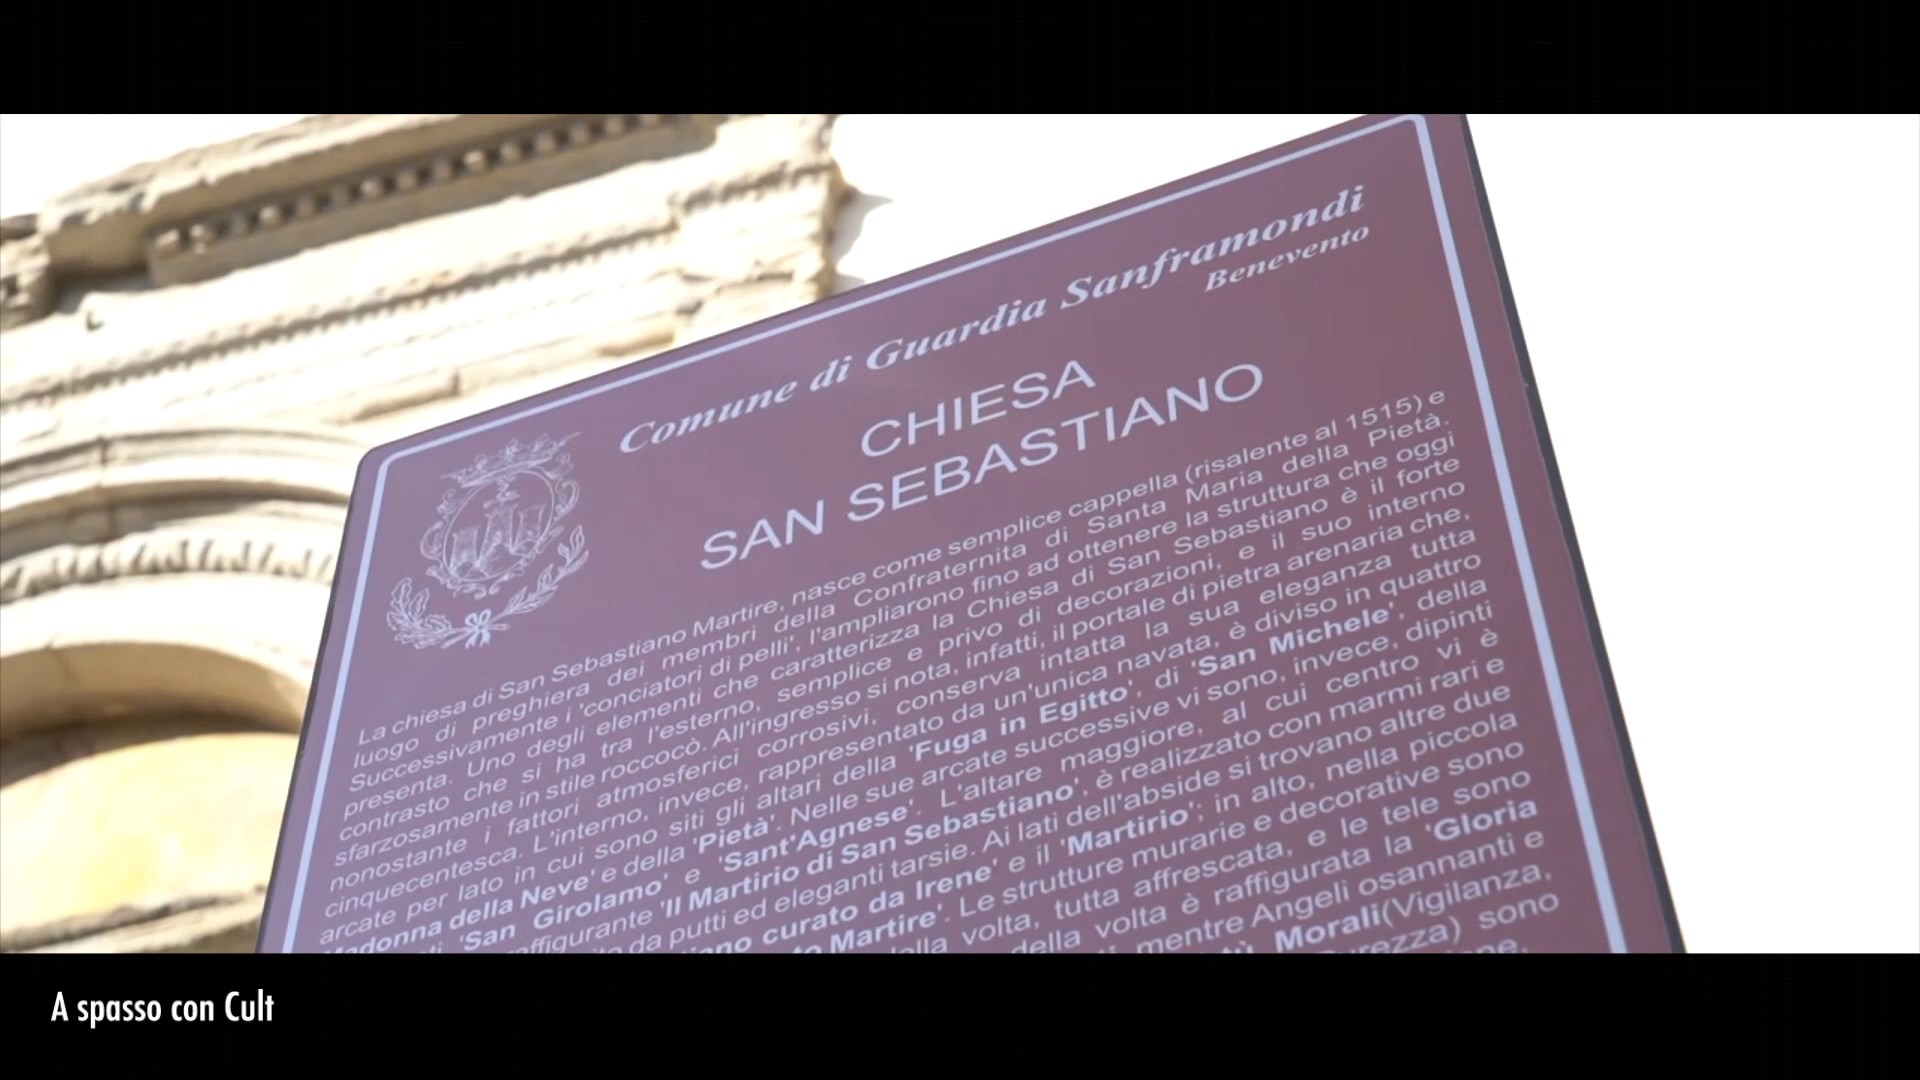 Comune di Guardia Sanframondi
Benevento
CHIESA
SAN SEBASTIANO
La chiesa di San Sebastiano Martire, nasce come semplice cappella (risalente al 1515) e
luogo di preghiera dei membri della Confraternita di Santa Maria della Pietà.
Successivamente i 'conciatori di pelli', l'ampliarono fino ad ottenere la struttura che oggi
presenta. Uno degli elementi che caratterizza la Chiesa di San Sebastiano è il forte
contrasto che si ha tra l'esterno, semplice e privo di decorazioni, e il suo interno
sfarzosamente in stile roccocò. All'ingresso si nota, infatti, il portale di pietra arenaria che,
nonostante i fattori atmosferici corrosivi, conserva intatta la sua eleganza tutta
cinquecentesca. L'interno, invece, rappresentato da un'unica navata, è diviso in quattro
arcate per lato in cui sono siti gli altari della 'Fuga in Egitto', di 'San Michele', della
Madonna della Neve' e della 'Pietà'. Nelle sue arcate successive vi sono, invece, dipinti
'San Girolamo' e 'Sant'Agnese'. L'altare maggiore, al cui centro vi è
raffigurante 'Il Martirio di San Sebastiano', è realizzato con marmi rari e
da putti ed eleganti tarsie. Ai lati dell'abside si trovano altre due
curato da Irene' e il 'Martirio'; in alto, nella piccola
Martire'. Le strutture murarie e decorative sono
volta, tutta affrescata, e le tele sono
della volta è raffigurata la 'Gloria
mentre Angeli osannanti e
Morali(Vigilanza,
sono
A spasso con Cult